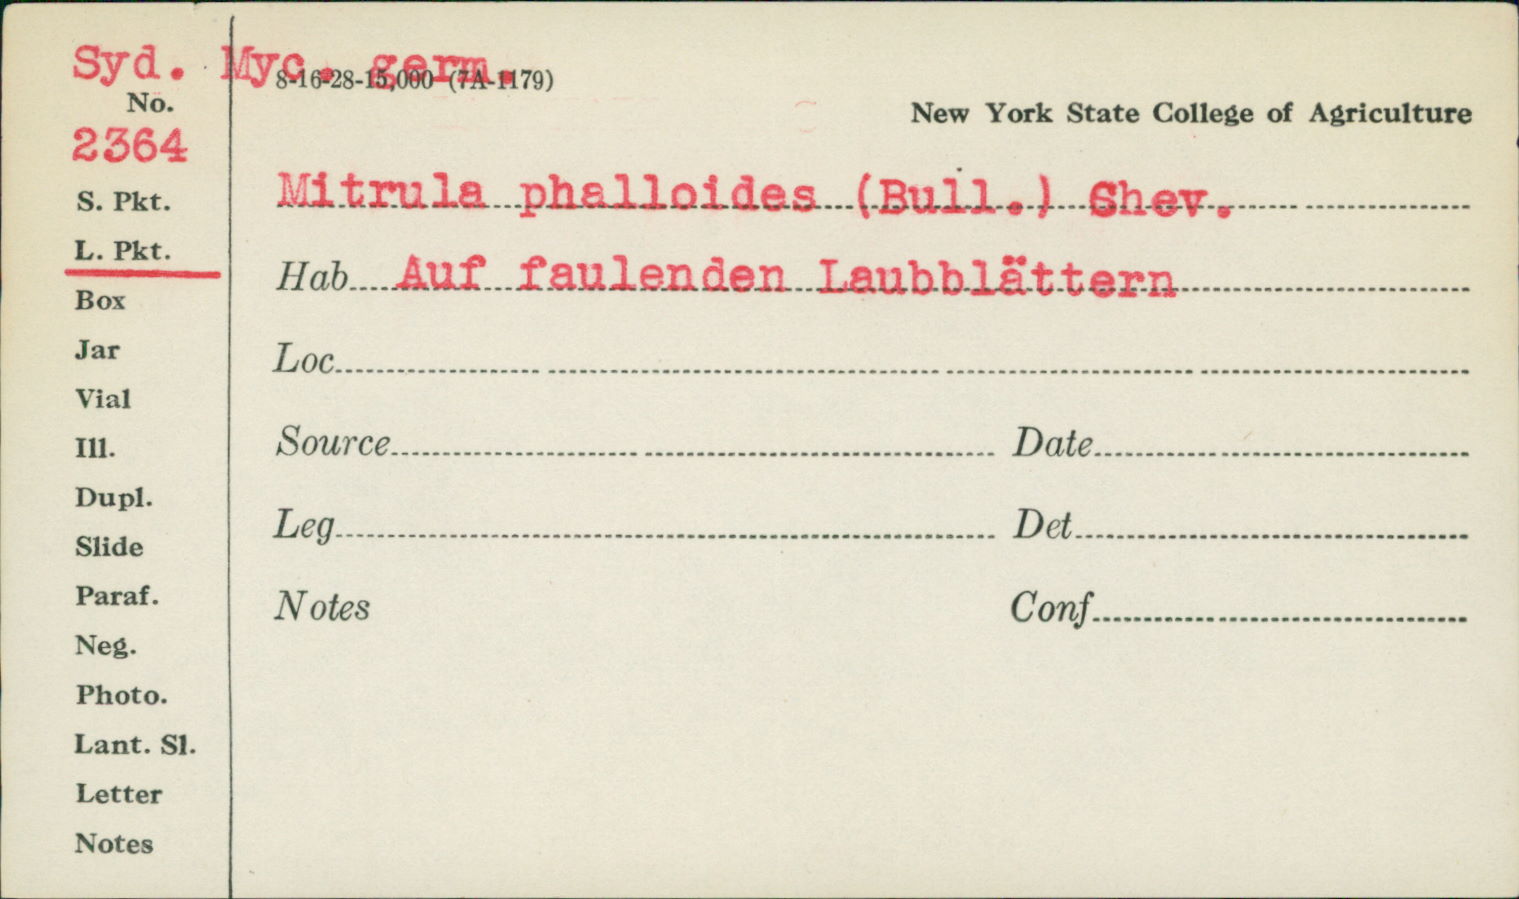 Syd. Myc. germ.
8-16-28-15,000 (7A-1179)
No.
New York State College of Agriculture
2364
Mitrula phalloides (Bull.) Shev.
S. Pkt.
L. Pkt.
Hab. Auf faulenden Laubblättern
Box
Jar
Loc.
Vial
Ill.
Source Date
Dupl.
Leg. Det.
Slide
Paraf.
Notes Conf.
Neg.
Photo.
Lant. Sl.
Letter
Notes